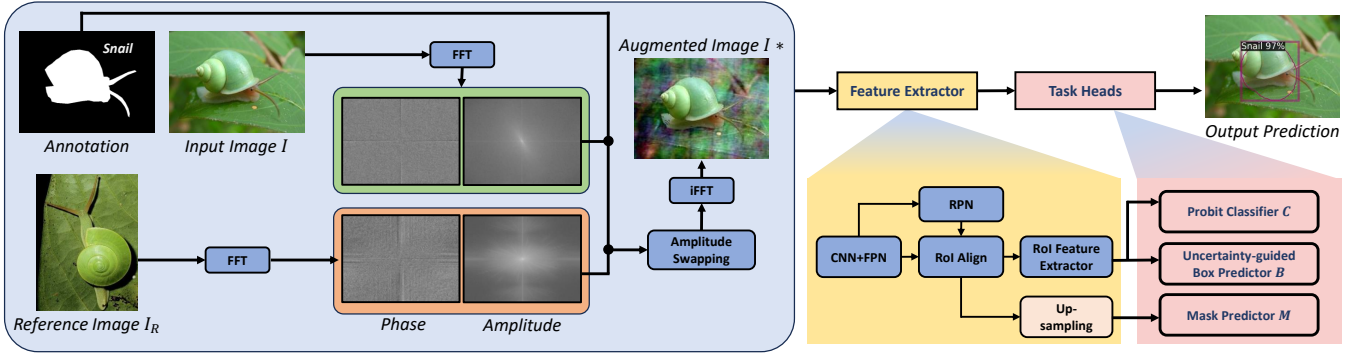 Snail
Annotation
Input Image I
FFT
Augmented Image I *
Reference Image I_R
FFT
Phase
Amplitude
iFFT
Amplitude
Swapping
Feature Extractor
Task Heads
Snail 97%
Output Prediction
RPN
CNN+FPN
RoI Align
RoI Feature
Extractor
Up-
sampling
Probit Classifier C
Uncertainty-guided
Box Predictor B
Mask Predictor M